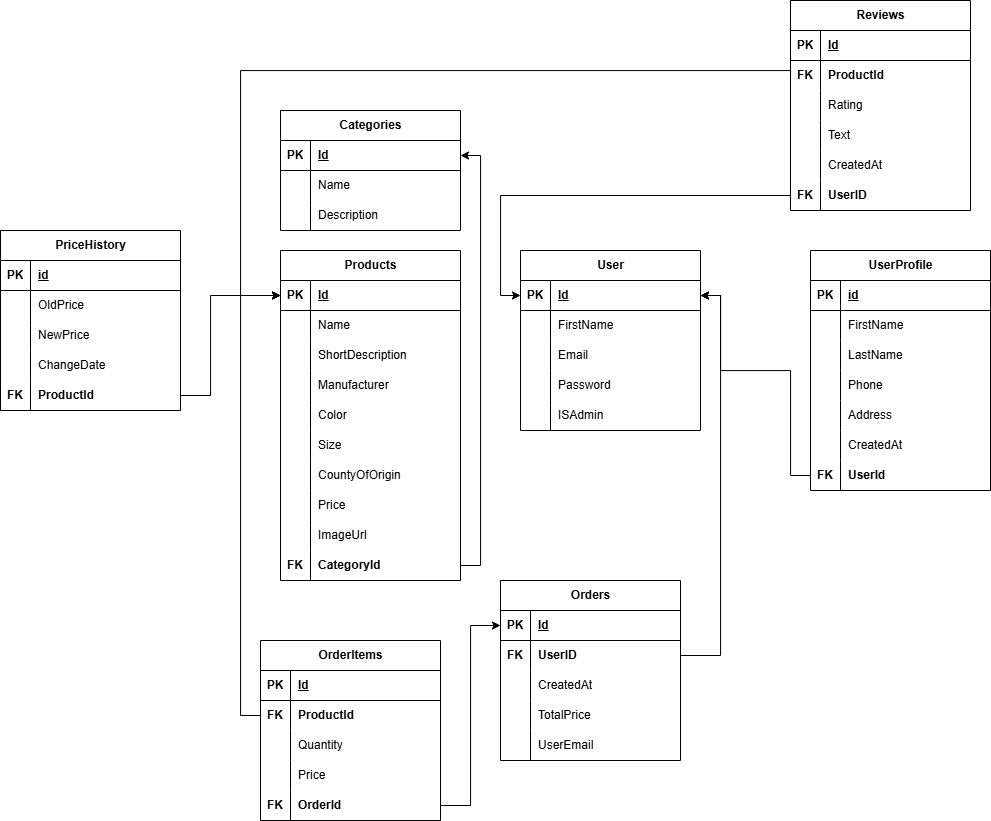 Reviews
PK Id
FK ProductId
Rating
Text
CreatedAt
FK UserID
Categories
PK Id
Name
Description
PriceHistory
PK id
OldPrice
NewPrice
ChangeDate
FK ProductId
Products
PK Id
Name
ShortDescription
Manufacturer
Color
Size
CountyOfOrigin
Price
ImageUrl
FK CategoryId
User
PK Id
FirstName
Email
Password
ISAdmin
UserProfile
PK id
FirstName
LastName
Phone
Address
CreatedAt
FK UserId
Orders
PK Id
FK UserID
CreatedAt
TotalPrice
UserEmail
OrderItems
PK Id
FK ProductId
Quantity
Price
FK OrderId